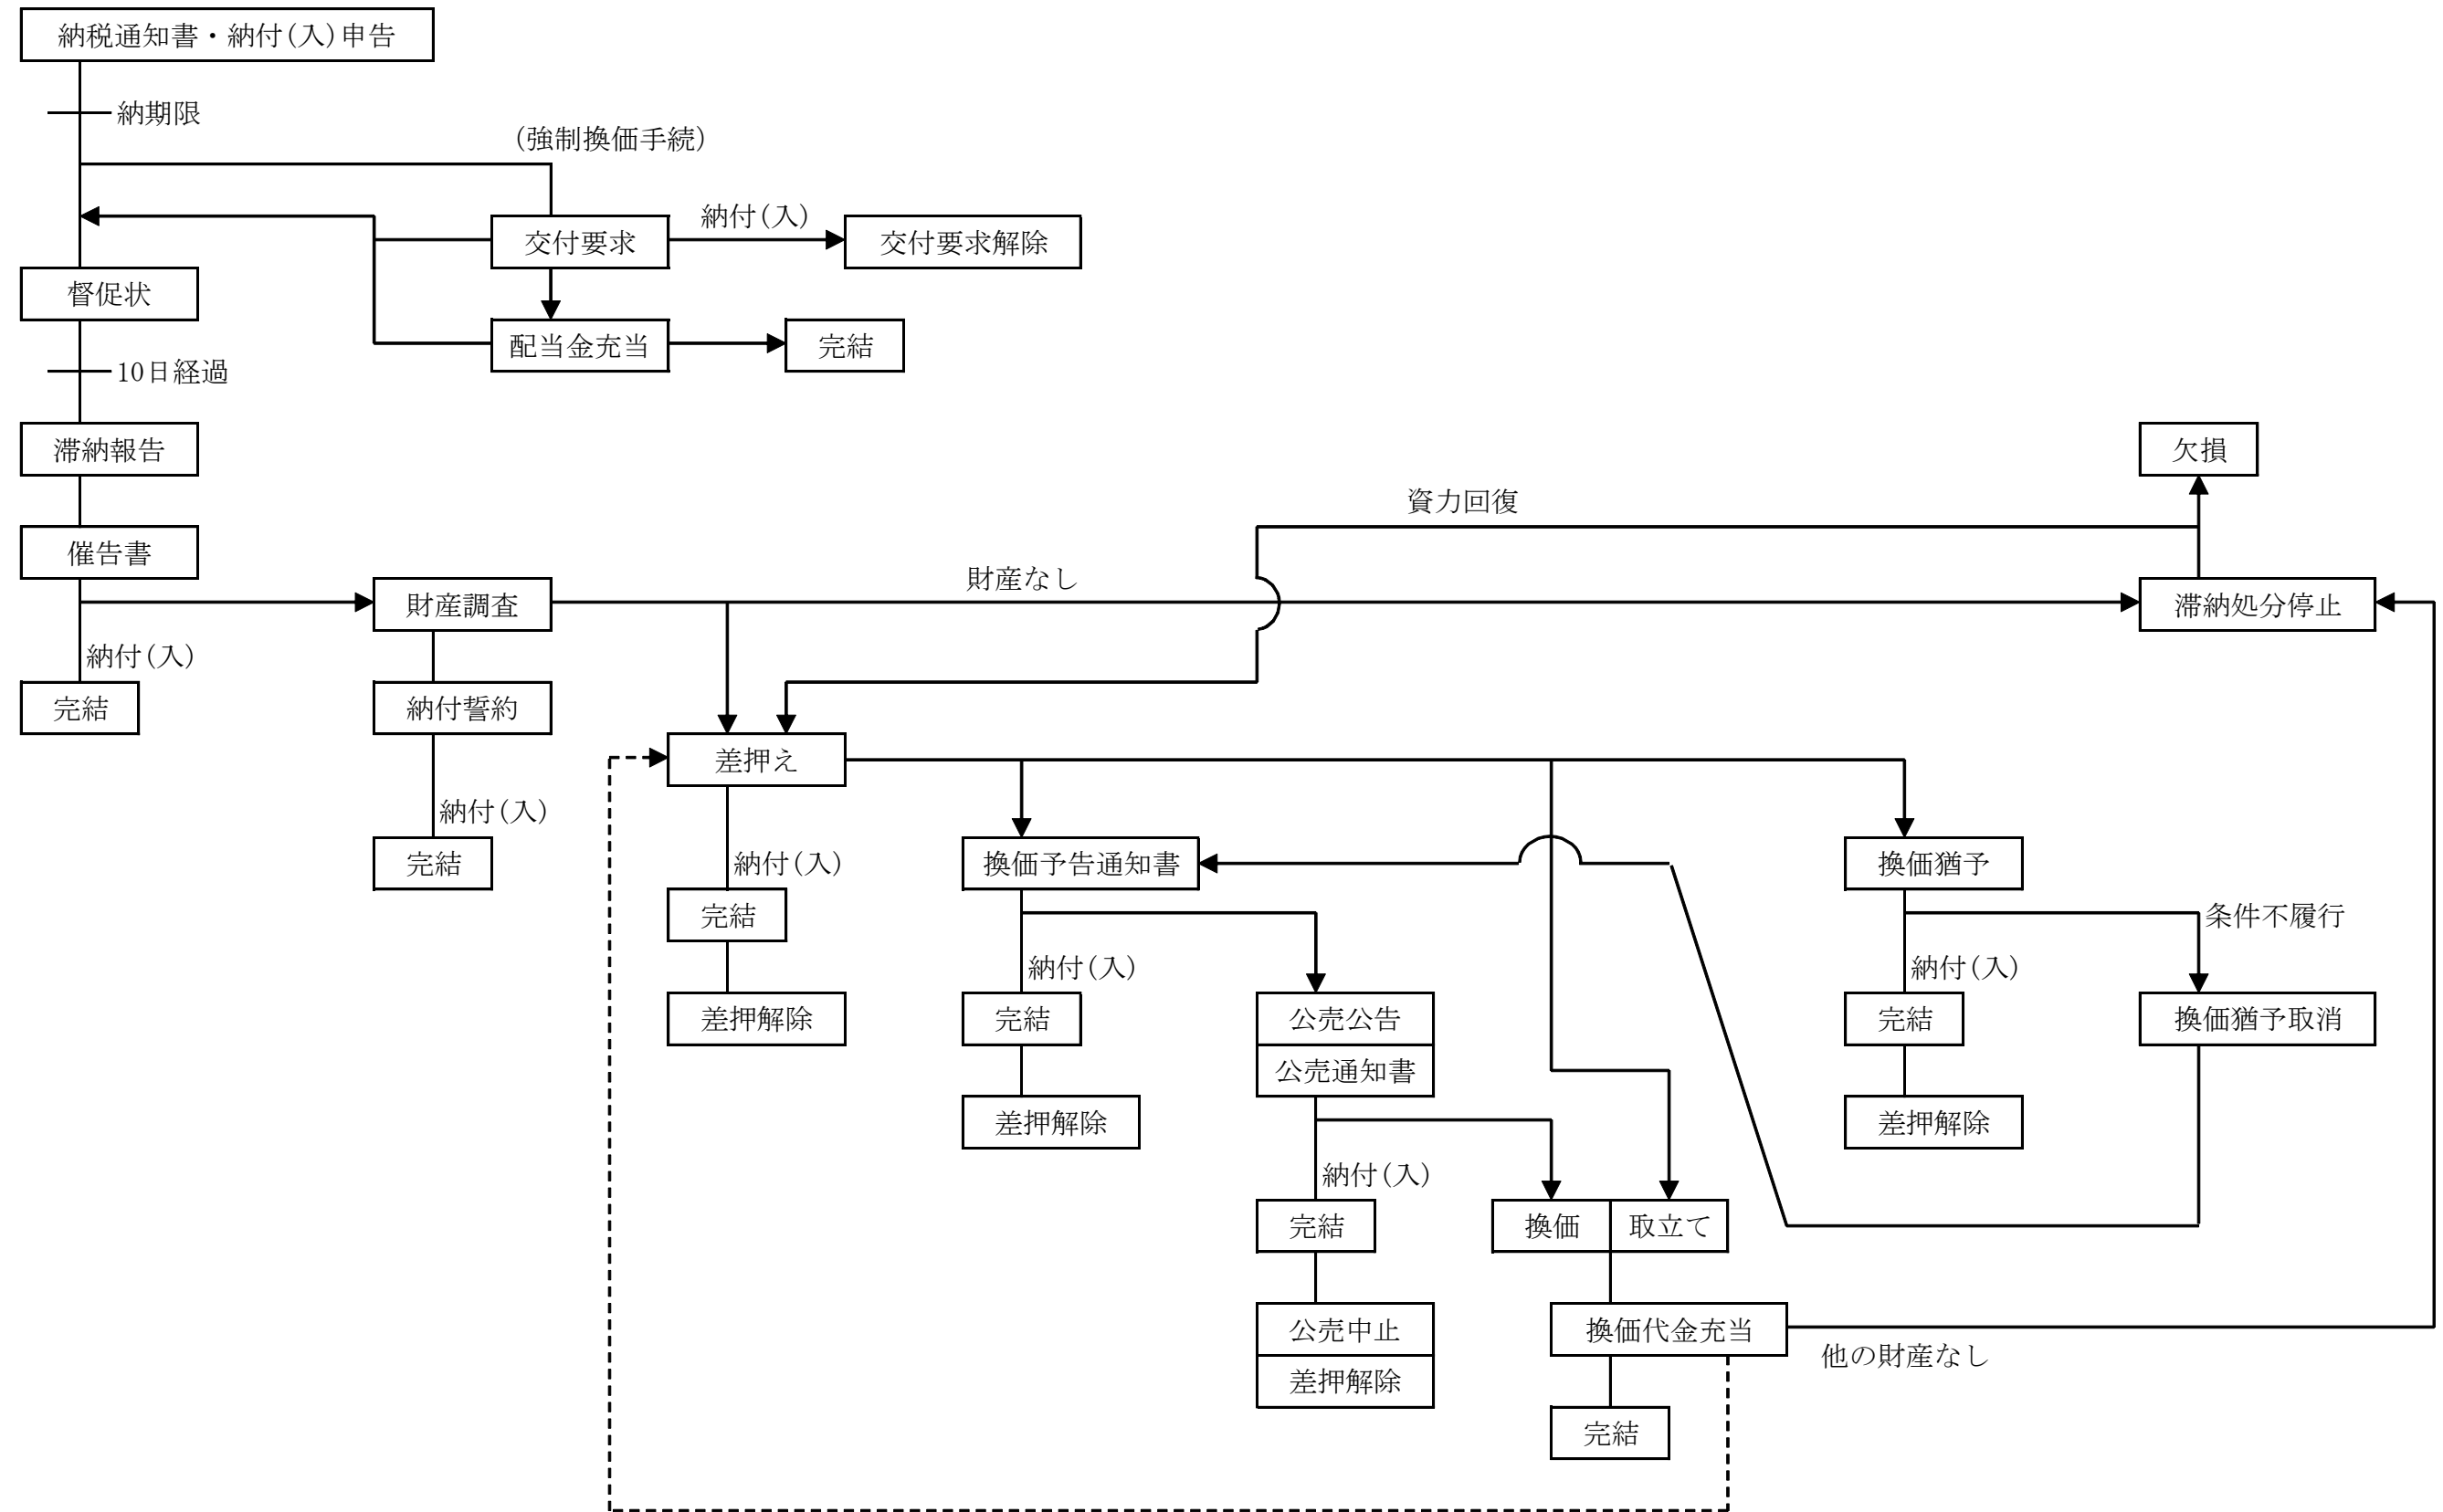 納税通知書・納付(入)申告
納期限
(強制換価手続)
納付(入)
交付要求
交付要求解除
督促状
配当金充当
完結
10日経過
滞納報告
欠損
資力回復
催告書
財産なし
財産調査
滞納処分停止
納付(入)
完結
納付誓約
差押え
納付(入)
完結
換価予告通知書
換価猶予
納付(入)
完結
条件不履行
納付(入)
納付(入)
差押解除
完結
公売公告
完結
換価猶予取消
公売通知書
差押解除
差押解除
納付(入)
完結
換価
取立て
公売中止
換価代金充当
他の財産なし
差押解除
完結